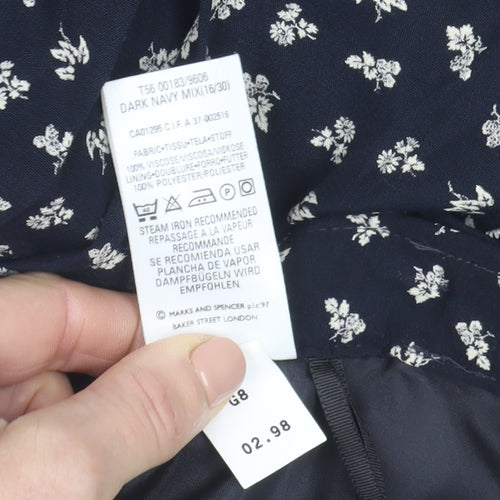 T56 00183/9606
DARK NAVY MIX(16/30)
CA01295 C.I.F. A 37-002516
FABRIC·TISSU·TELA·STOFF
100% VISCOSE/VISCOSA/VISKOSE
LINING·DOUBLURE·FORRO·FUTTER
100% POLYESTER/POLIESTER
40
P
STEAM IRON RECOMMENDED
REPASSAGE A LA VAPEUR
RECOMMANDE
SE RECOMIENDA USAR
PLANCHA DE VAPOR
DAMPFBÜGELN WIRD
EMPFOHLEN
© MARKS AND SPENCER p.l.c. 97
BAKER STREET LONDON
G8
02.98